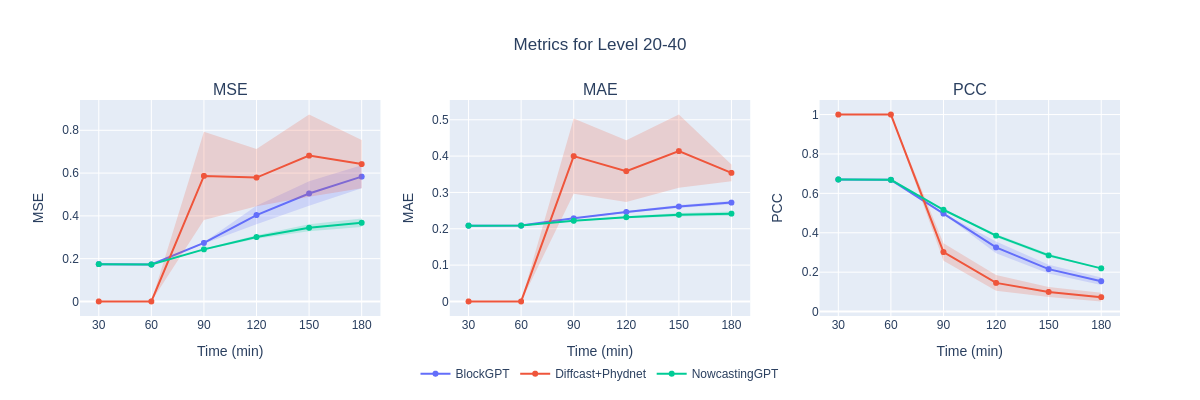 Metrics for Level 20-40
MSE
MAE
PCC
MSE
0.8
0.6
0.4
0.2
0
30 60 90 120 150 180
Time (min)
MAE
0.5
0.4
0.3
0.2
0.1
0
30 60 90 120 150 180
Time (min)
PCC
1
0.8
0.6
0.4
0.2
0
30 60 90 120 150 180
Time (min)
BlockGPT Diffcast+Phydnet NowcastingGPT